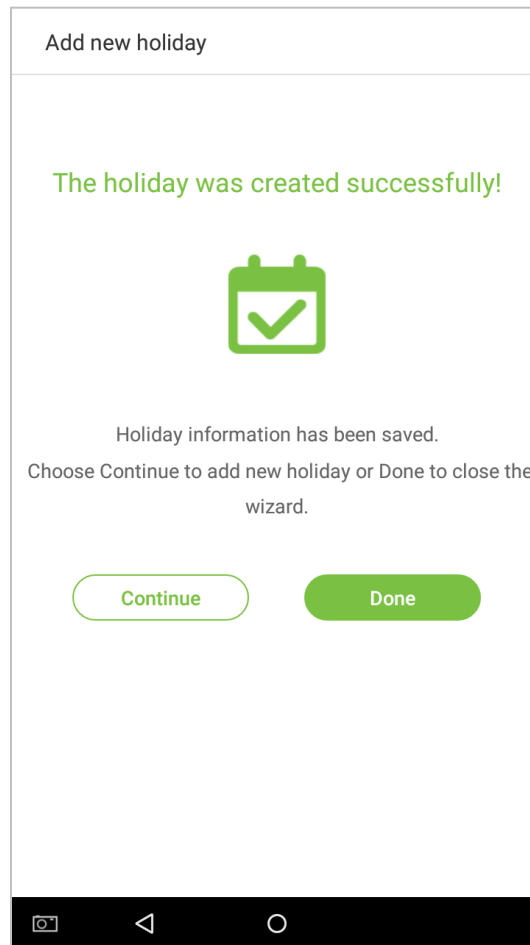 Add new holiday
The holiday was created successfully!
Holiday information has been saved.
Choose Continue to add new holiday or Done to close the
wizard.
Continue Done